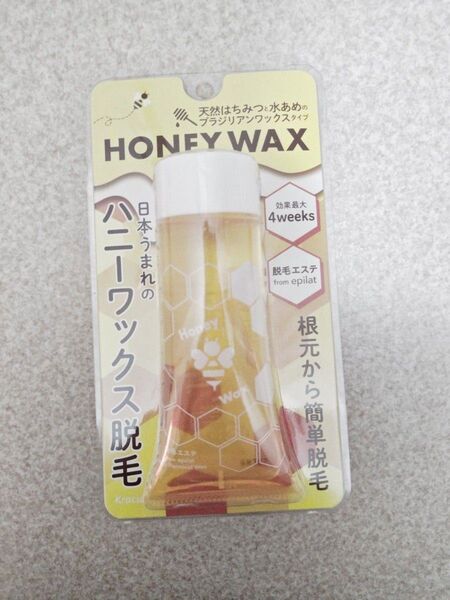 天然はちみつと水あめの
ブラジリアンワックスタイプ
HONEY WAX
日本うまれの
ハニーワックス脱毛
効果最大
4weeks
脱毛エステ
from epilat
根元から簡単脱毛
Honey
Wax
from epilat